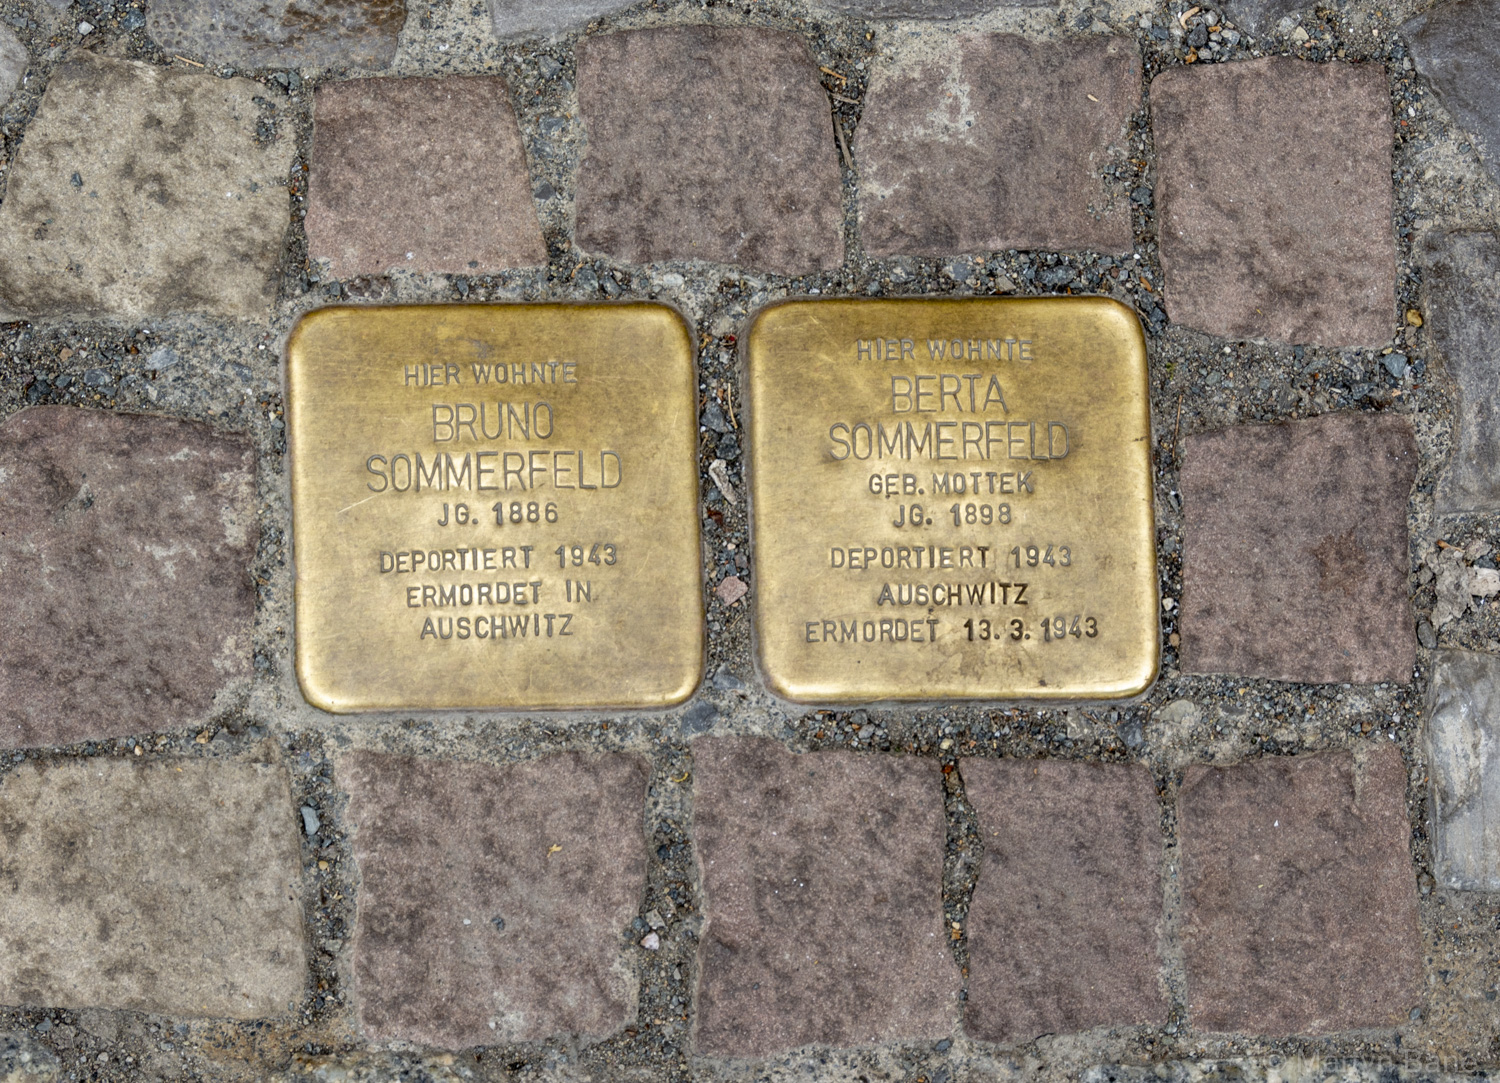 HIER WOHNTE
BRUNO
SOMMERFELD
JG. 1886
DEPORTIERT 1943
ERMORDET IN
AUSCHWITZ
HIER WOHNTE
BERTA
SOMMERFELD
GEB. MOTTEK
JG. 1898
DEPORTIERT 1943
AUSCHWITZ
ERMORDET 13.3.1943